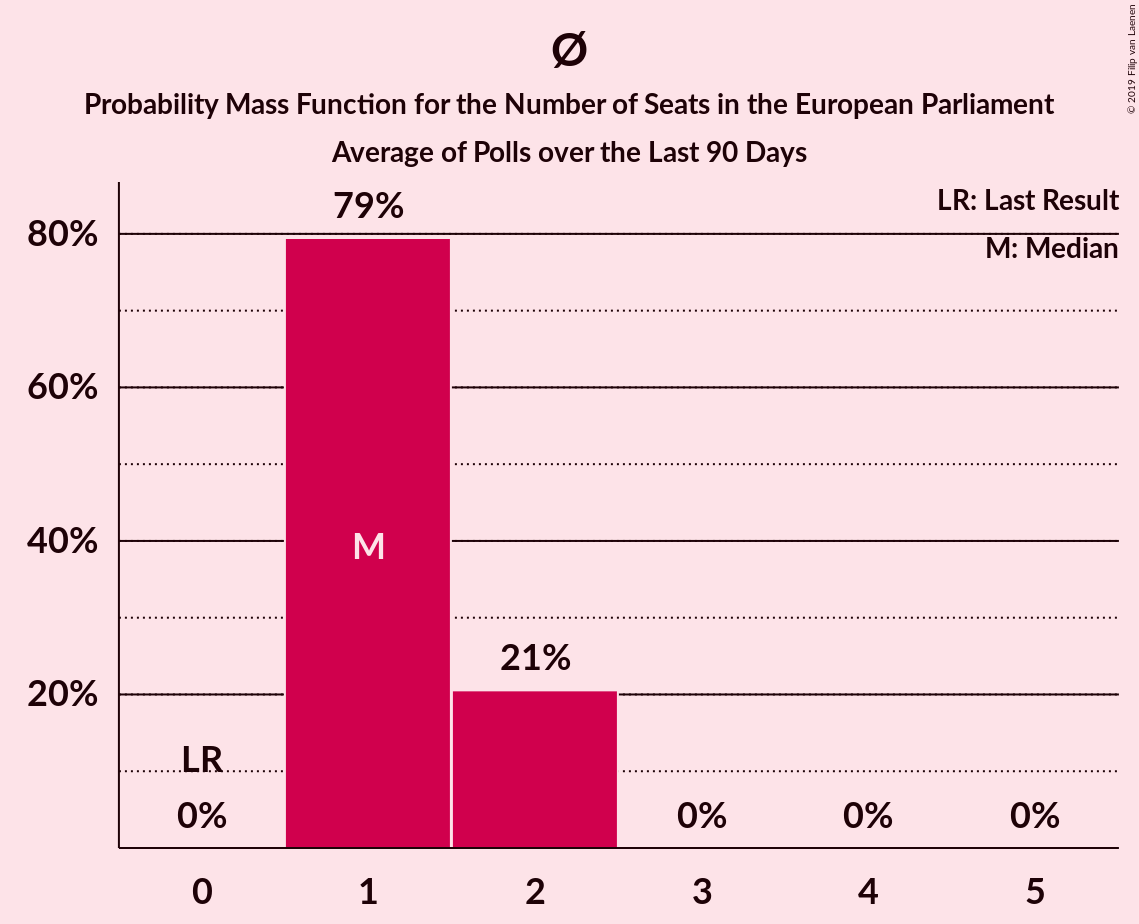 Ø
Probability Mass Function for the Number of Seats in the European Parliament
Average of Polls over the Last 90 Days
© 2019 Filip van Laenen
LR: Last Result
M: Median
79%
80%
60%
40%
M
21%
20%
LR
0%
0%
0%
0%
0 1 2 3 4 5